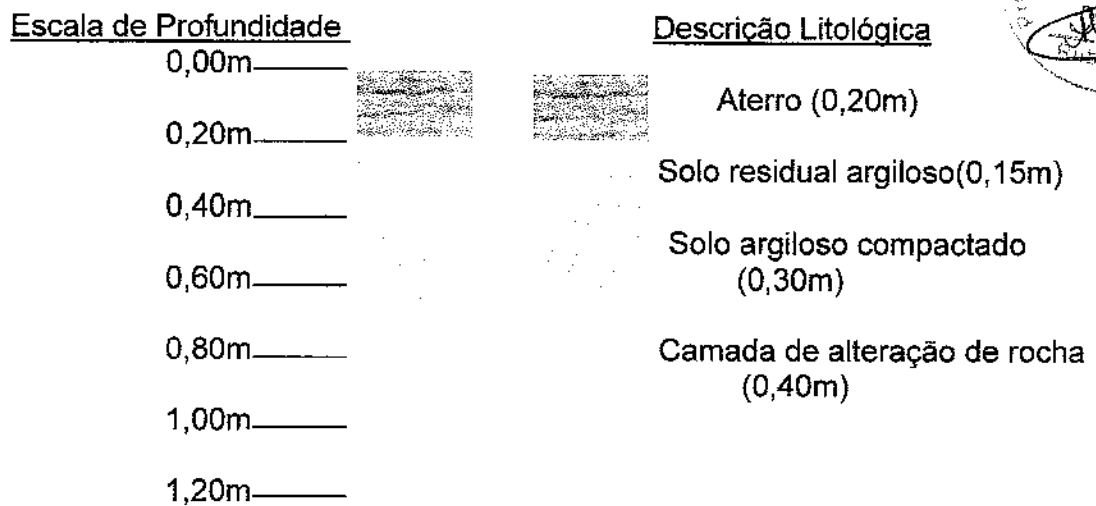 Escala de Profundidade
Descrição Litológica
0,00m
Aterro (0,20m)
0,20m
Solo residual argiloso(0,15m)
0,40m
Solo argiloso compactado
(0,30m)
0,60m
0,80m
Camada de alteração de rocha
(0,40m)
1,00m
1,20m